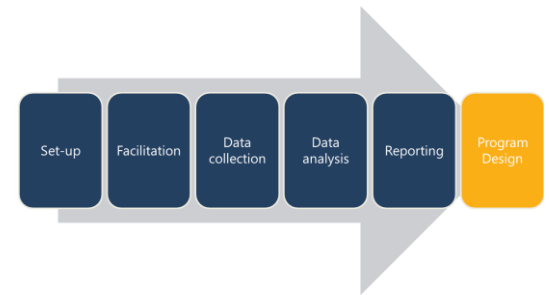 Set-up
Facilitation
Data
collection
Data
analysis
Reporting
Program
Design